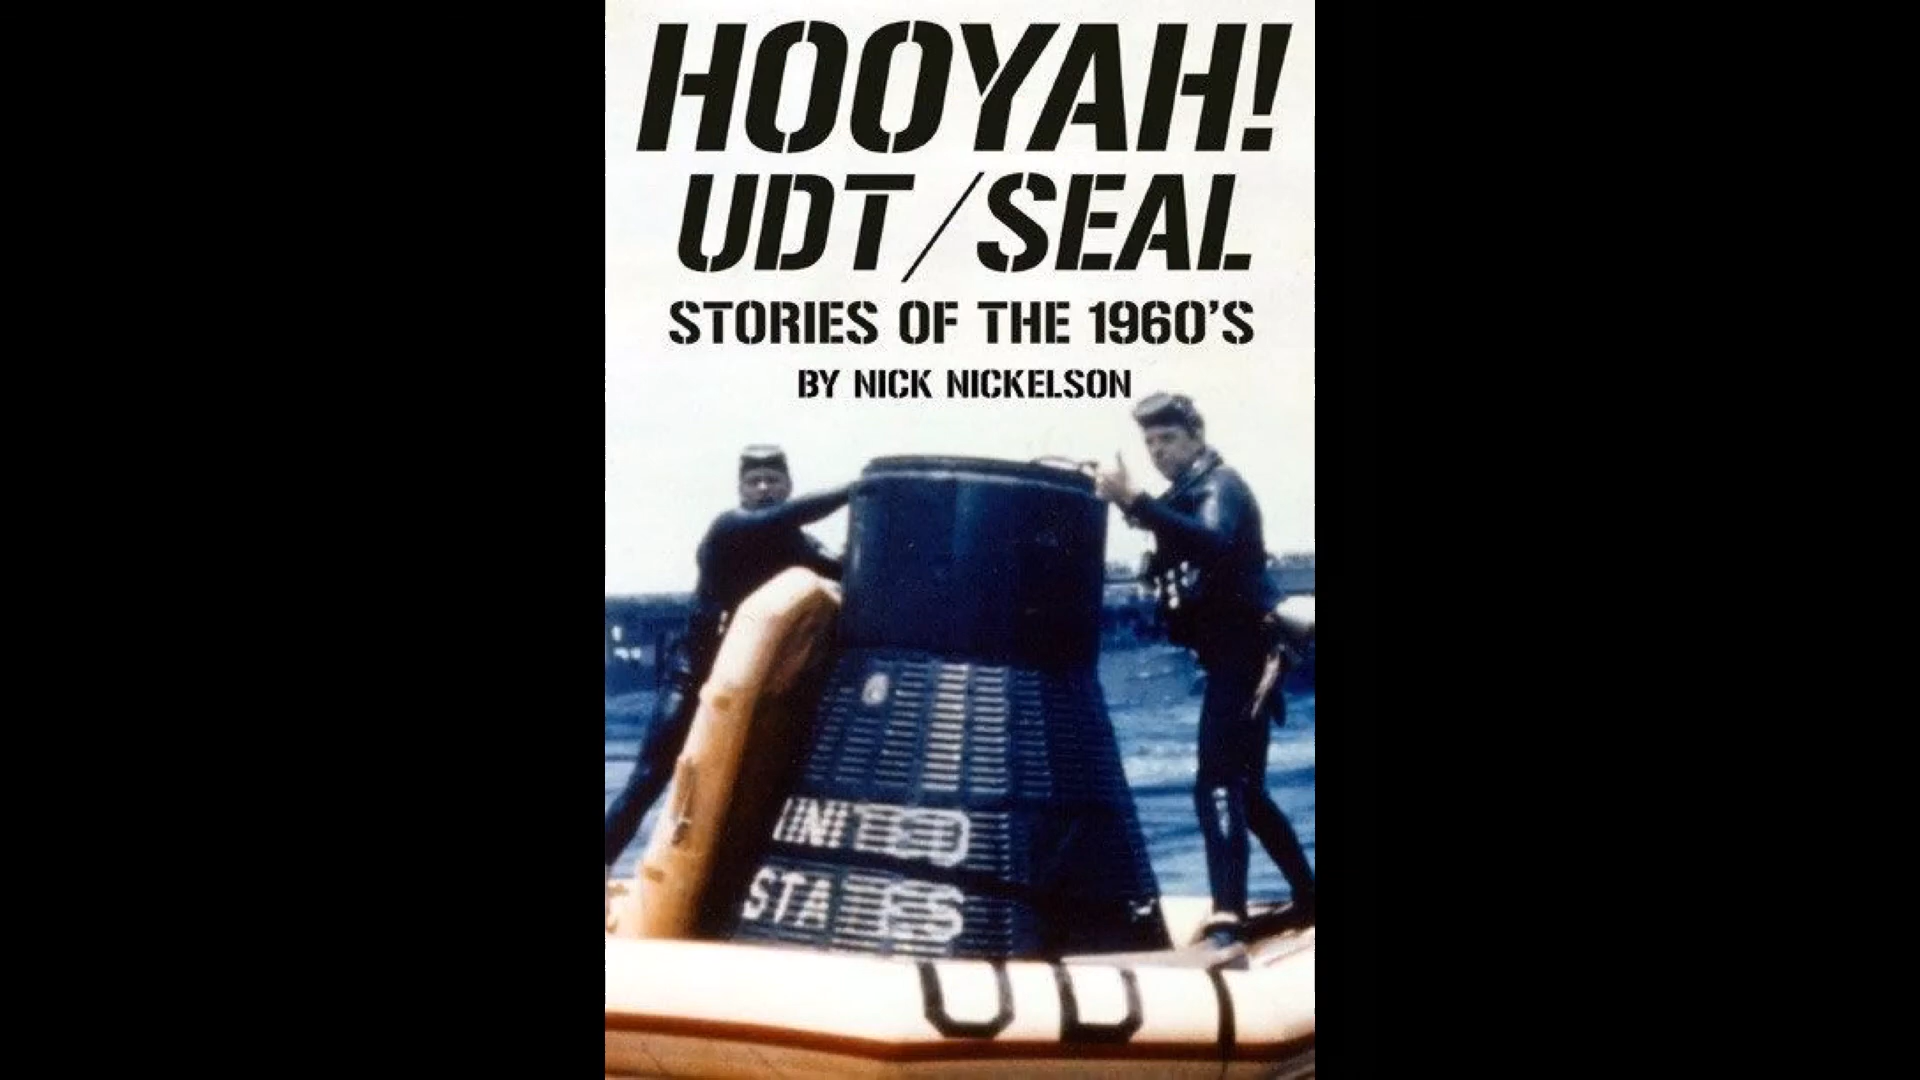 HOOYAH!
UDT/SEAL
STORIES OF THE 1960'S
BY NICK NICKELSON
UNITED
STATES
UDT